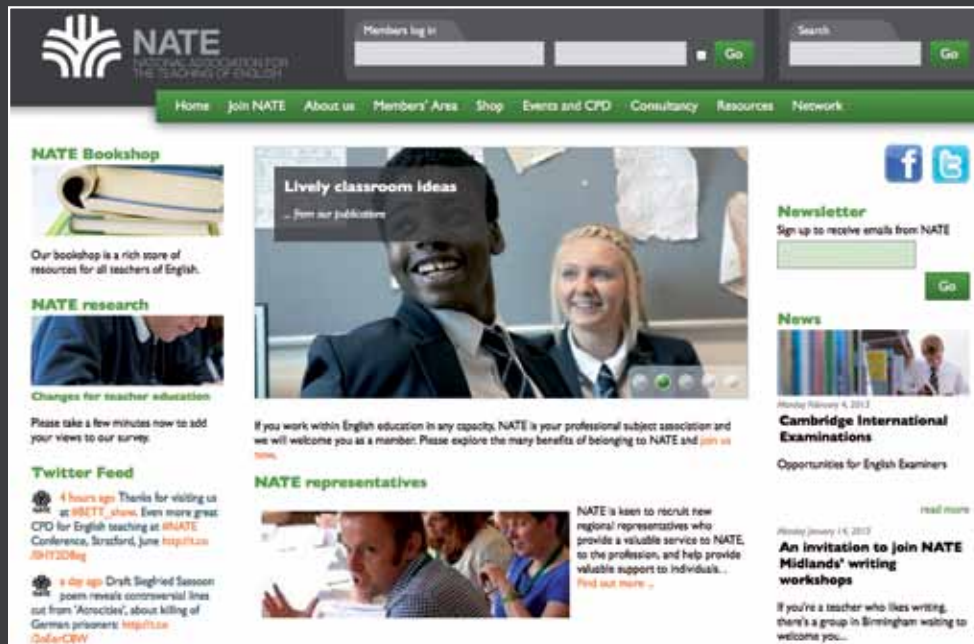 NATE
NATIONAL ASSOCIATION FOR
THE TEACHING OF ENGLISH
Members log in
Go
Search
Go
Home Join NATE About us Members' Area Shop Events and CPD Consultancy Resources Network
NATE Bookshop
Our bookshop is a rich store of
resources for all teachers of English.
NATE research
Changes for teacher education
Please take a few minutes now to add
your views to our survey.
Twitter Feed
4 hours ago Thanks for visiting us
at #BETT_show. Even more great
CPD for English teaching at #NATE
Conference, Stratford, June
a day ago Draft Siegfried Sassoon
poem reveals controversial lines
cut from 'Atrocities', about killing of
German prisoners:
Lively classroom ideas
... from our publications
If you work within English education in any capacity, NATE is your professional subject association and
we will welcome you as a member. Please explore the many benefits of belonging to NATE and join us
now.
NATE representatives
NATE is keen to recruit new
regional representatives who
provide a valuable service to NATE,
to the profession, and help provide
valuable support to individuals...
Find out more ...
f
t
Newsletter
Sign up to receive emails from NATE
Go
News
Monday February 4, 2013
Cambridge International
Examinations
Opportunities for English Examiners
read more
Monday January 14, 2013
An invitation to join NATE
Midlands' writing
workshops
If you're a teacher who likes writing,
there's a group in Birmingham waiting to
welcome you...